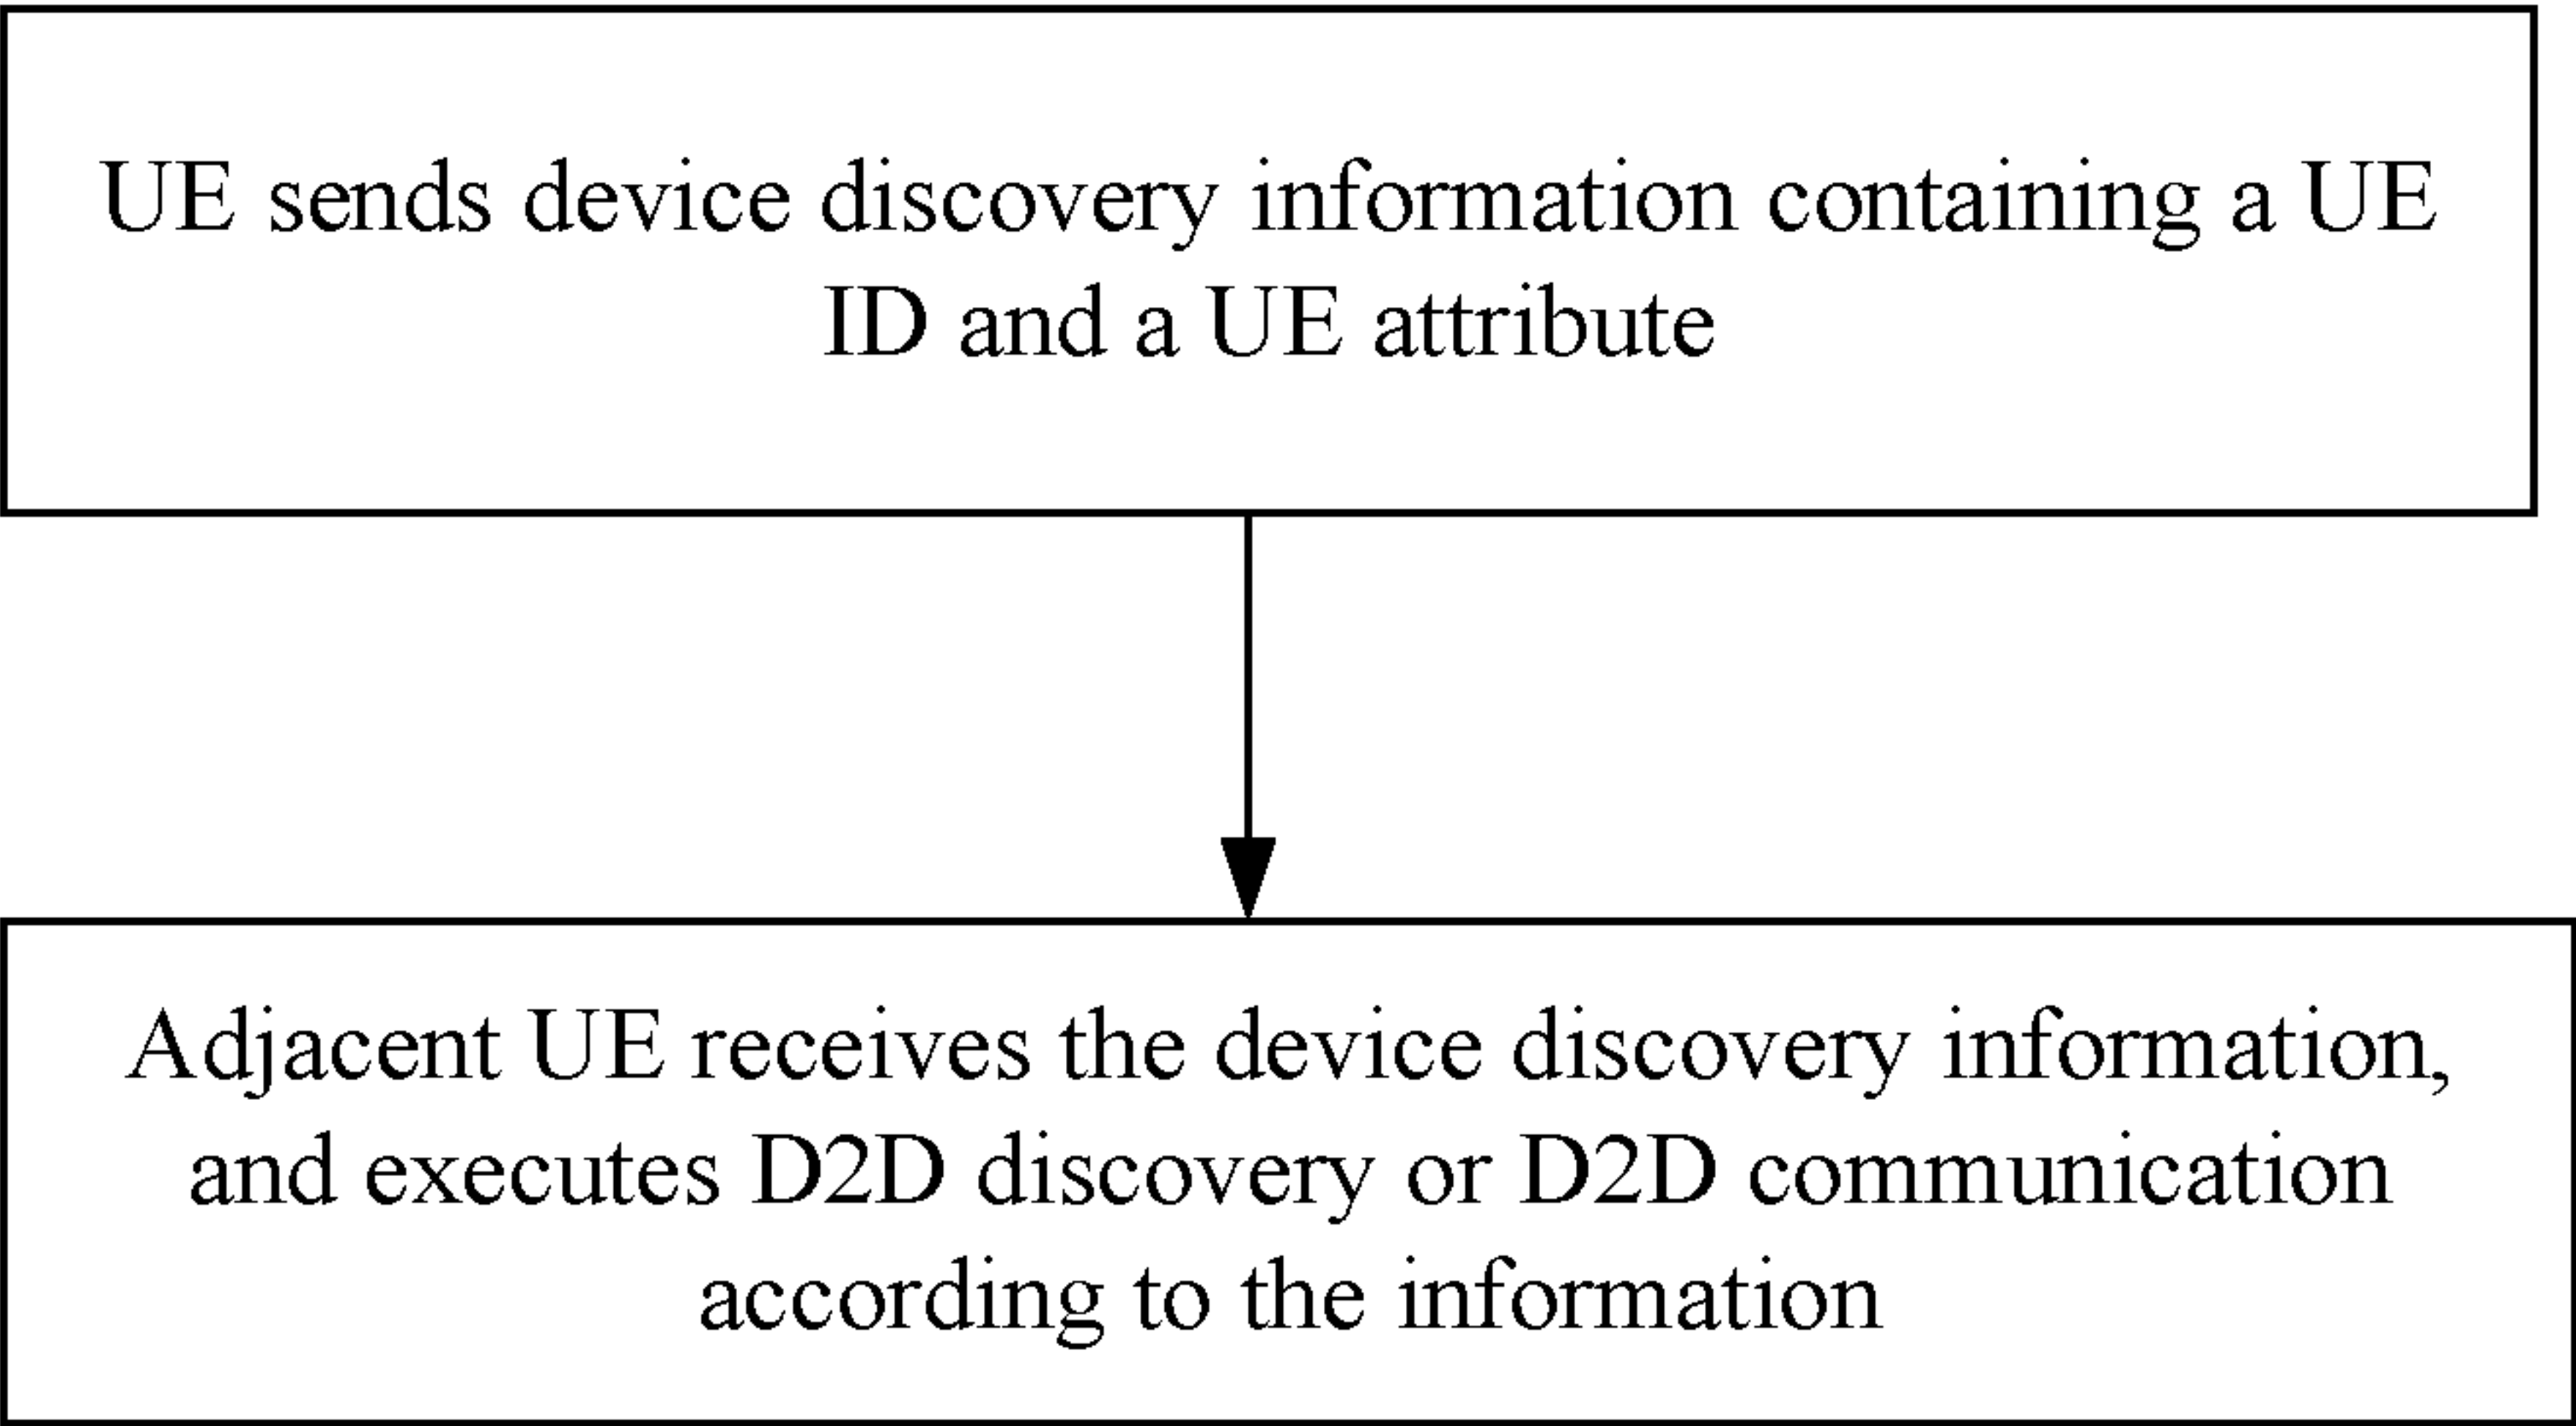 UE sends device discovery information containing a UE
ID and a UE attribute
Adjacent UE receives the device discovery information,
and executes D2D discovery or D2D communication
according to the information